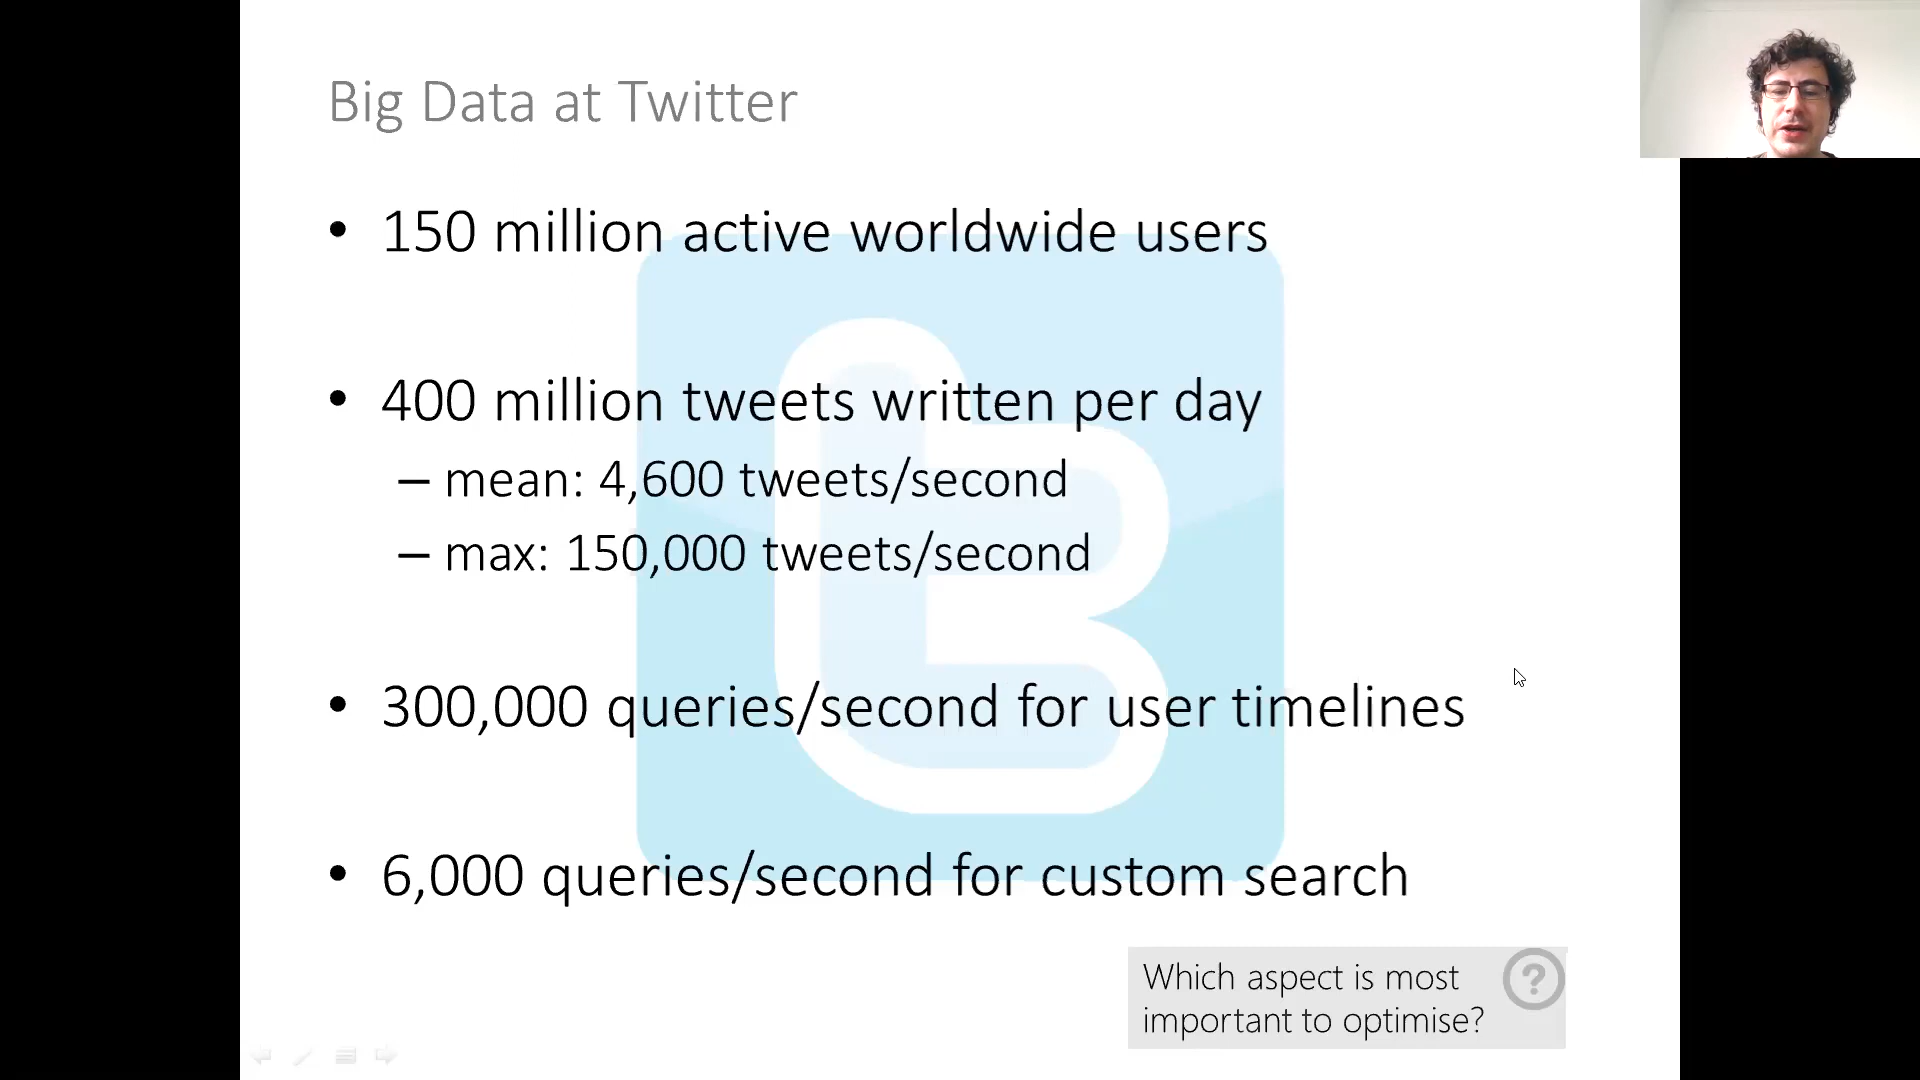 Big Data at Twitter
• 150 million active worldwide users
• 400 million tweets written per day
– mean: 4,600 tweets/second
– max: 150,000 tweets/second
• 300,000 queries/second for user timelines
• 6,000 queries/second for custom search
Which aspect is most
important to optimise?
?